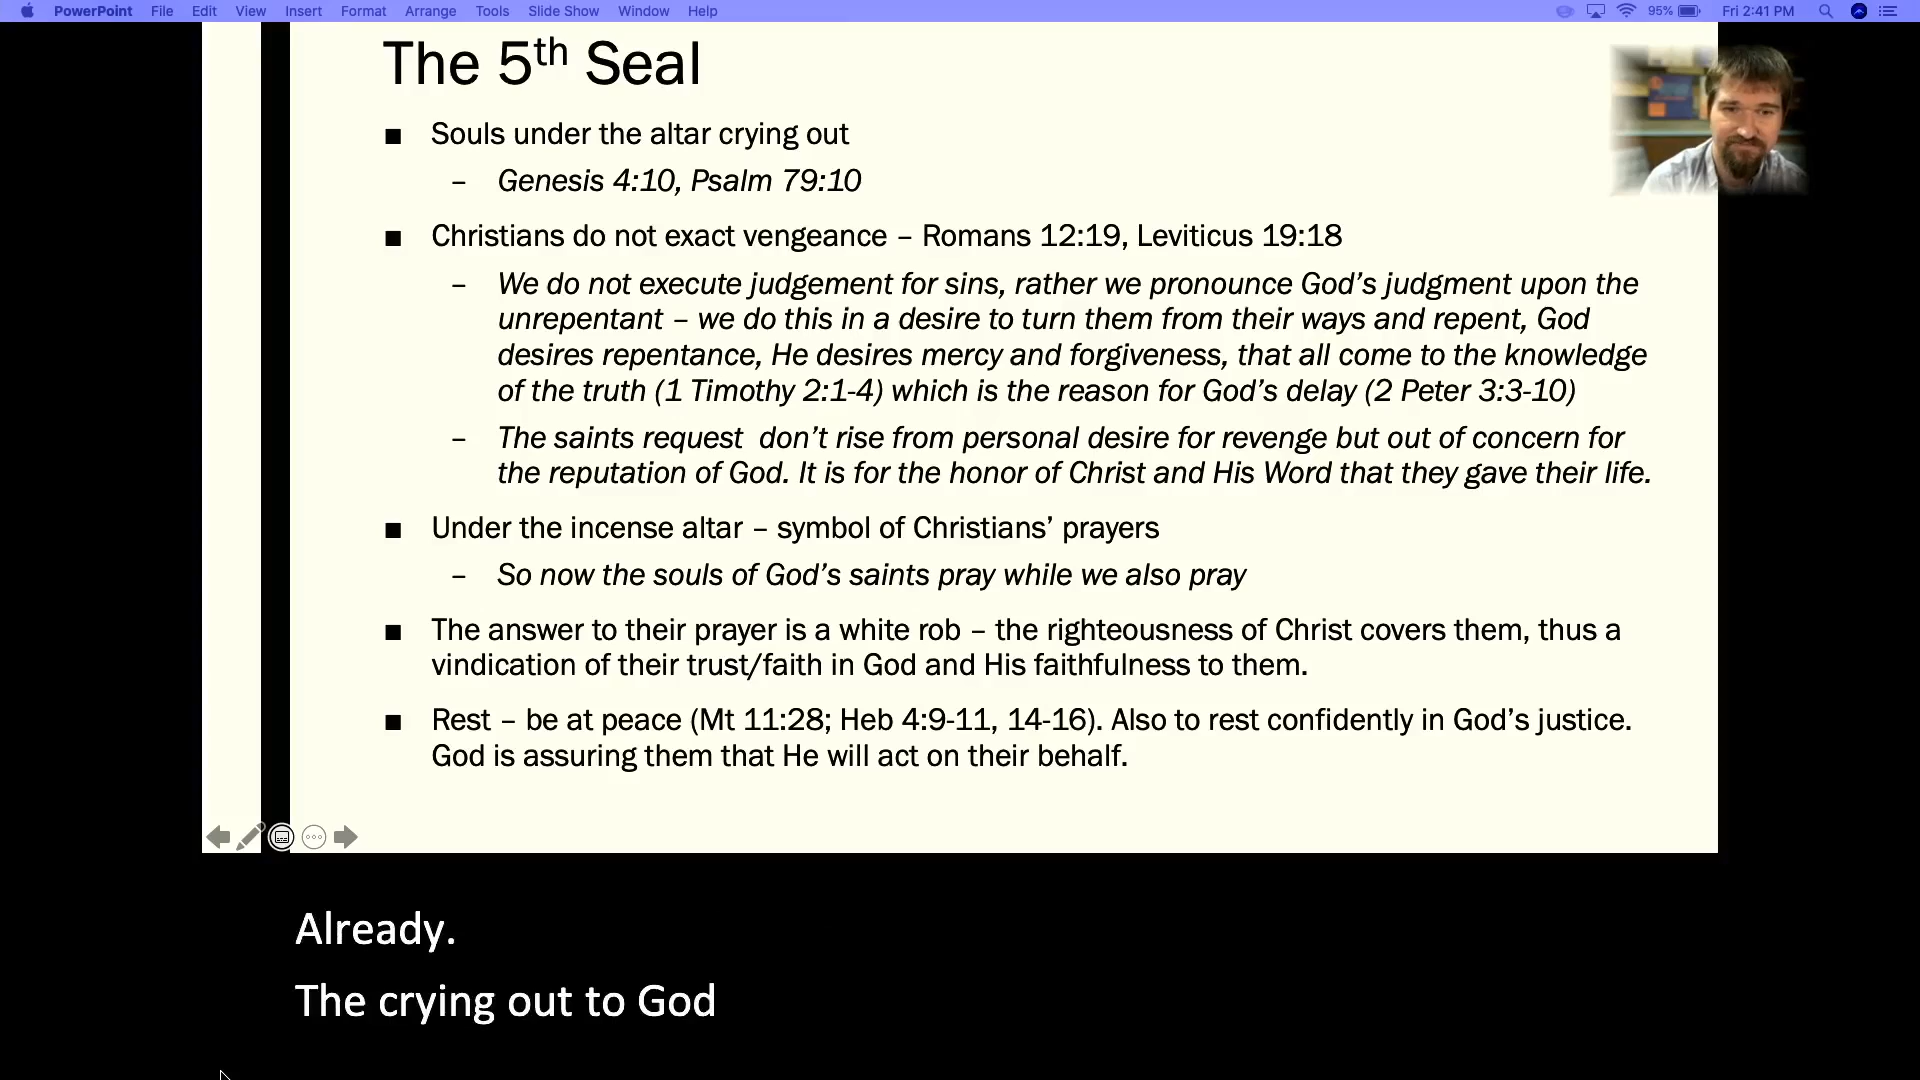 PowerPoint File Edit View Insert Format Arrange Tools Slide Show Window Help 95% Fri 2:41 PM
The 5th Seal
■ Souls under the altar crying out
– Genesis 4:10, Psalm 79:10
■ Christians do not exact vengeance – Romans 12:19, Leviticus 19:18
– We do not execute judgement for sins, rather we pronounce God’s judgment upon the
unrepentant – we do this in a desire to turn them from their ways and repent, God
desires repentance, He desires mercy and forgiveness, that all come to the knowledge
of the truth (1 Timothy 2:1-4) which is the reason for God’s delay (2 Peter 3:3-10)
– The saints request  don’t rise from personal desire for revenge but out of concern for
the reputation of God. It is for the honor of Christ and His Word that they gave their life.
■ Under the incense altar – symbol of Christians’ prayers
– So now the souls of God’s saints pray while we also pray
■ The answer to their prayer is a white rob – the righteousness of Christ covers them, thus a
vindication of their trust/faith in God and His faithfulness to them.
■ Rest – be at peace (Mt 11:28; Heb 4:9-11, 14-16). Also to rest confidently in God’s justice.
God is assuring them that He will act on their behalf.
Already.
The crying out to God